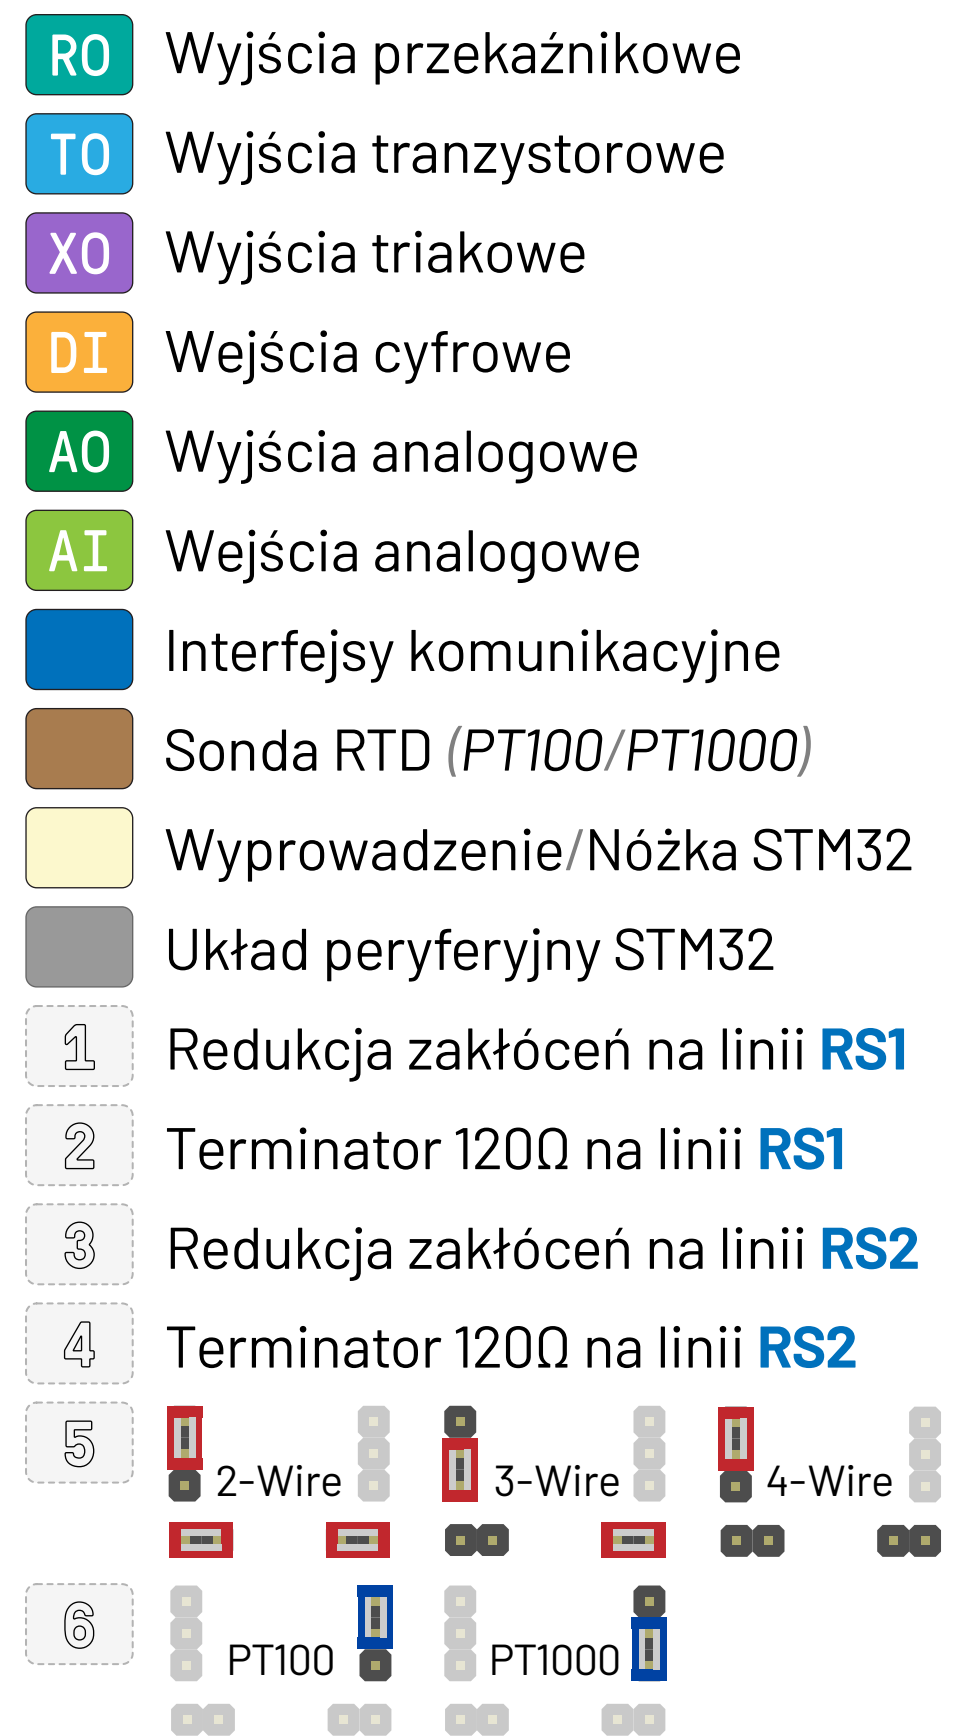 RO Wyjścia przekaźnikowe
TO Wyjścia tranzystorowe
XO Wyjścia triakowe
DI Wejścia cyfrowe
AO Wyjścia analogowe
AI Wejścia analogowe
Interfejsy komunikacyjne
Sonda RTD (PT100/PT1000)
Wyprowadzenie/Nóżka STM32
Układ peryferyjny STM32
1 Redukcja zakłóceń na linii RS1
2 Terminator 120Ω na linii RS1
3 Redukcja zakłóceń na linii RS2
4 Terminator 120Ω na linii RS2
5 2-Wire 3-Wire 4-Wire
6 PT100 PT1000